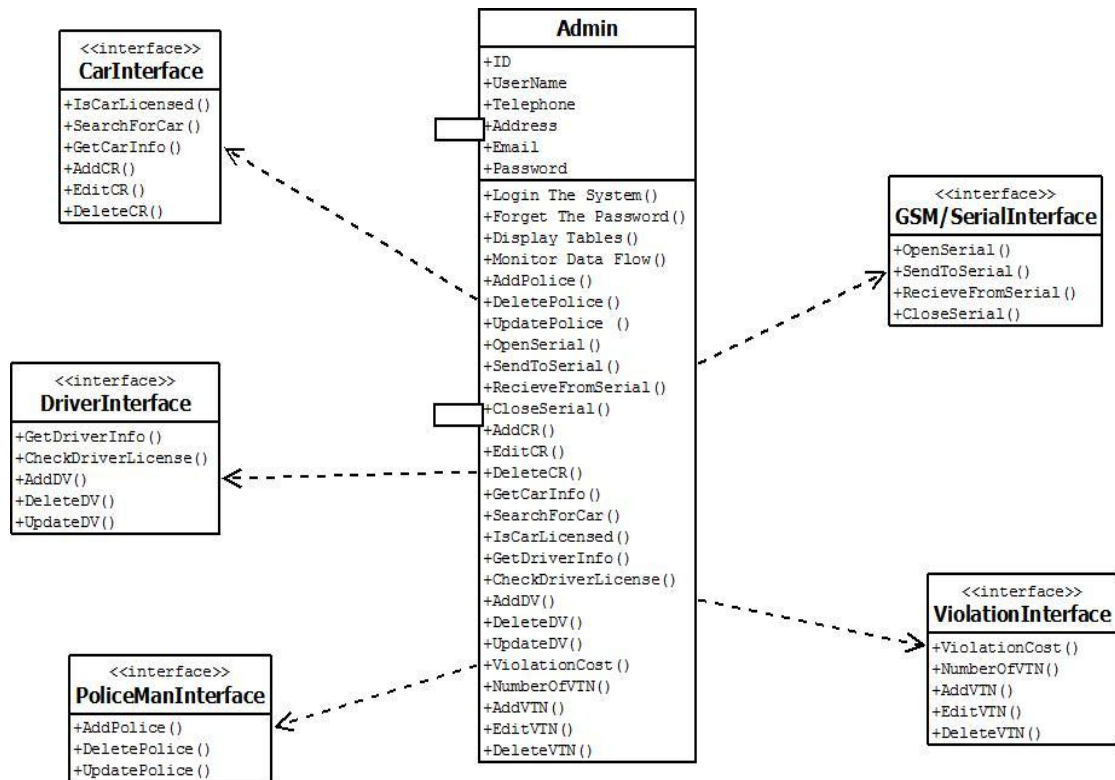 <<interface>>
CarInterface
+IsCarLicensed()
+SearchForCar()
+GetCarInfo()
+AddCR()
+EditCR()
+DeleteCR()
<<interface>>
DriverInterface
+GetDriverInfo()
+CheckDriverLicense()
+AddDV()
+DeleteDV()
+UpdateDV()
<<interface>>
PoliceManInterface
+AddPolice()
+DeletePolice()
+UpdatePolice()
Admin
+ID
+UserName
+Telephone
+Address
+Email
+Password
+Login The System()
+Forget The Password()
+Display Tables()
+Monitor Data Flow()
+AddPolice()
+DeletePolice()
+UpdatePolice ()
+OpenSerial()
+SendToSerial()
+RecieveFromSerial()
+CloseSerial()
+AddCR()
+EditCR()
+DeleteCR()
+GetCarInfo()
+SearchForCar()
+IsCarLicensed()
+GetDriverInfo()
+CheckDriverLicense()
+AddDV()
+DeleteDV()
+UpdateDV()
+ViolationCost()
+NumberOfVTN()
+AddVTN()
+EditVTN()
+DeleteVTN()
<<interface>>
GSM/SerialInterface
+OpenSerial()
+SendToSerial()
+RecieveFromSerial()
+CloseSerial()
<<interface>>
ViolationInterface
+ViolationCost()
+NumberOfVTN()
+AddVTN()
+EditVTN()
+DeleteVTN()